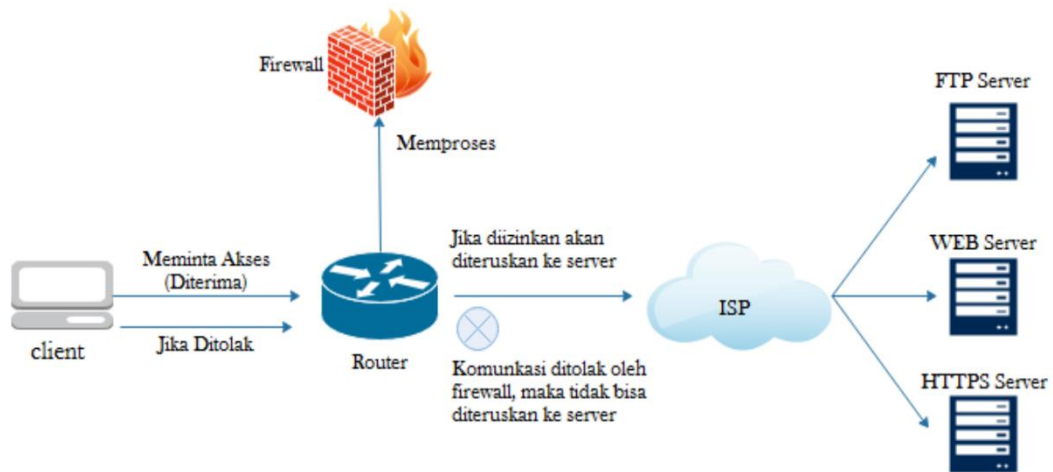 Firewall
Memproses
FTP Server
Meminta Akses
(Diterima)
Jika Ditolak
client
Router
Jika diizinkan akan
diteruskan ke server
Komunkasi ditolak oleh
firewall, maka tidak bisa
diteruskan ke server
ISP
WEB Server
HTTPS Server